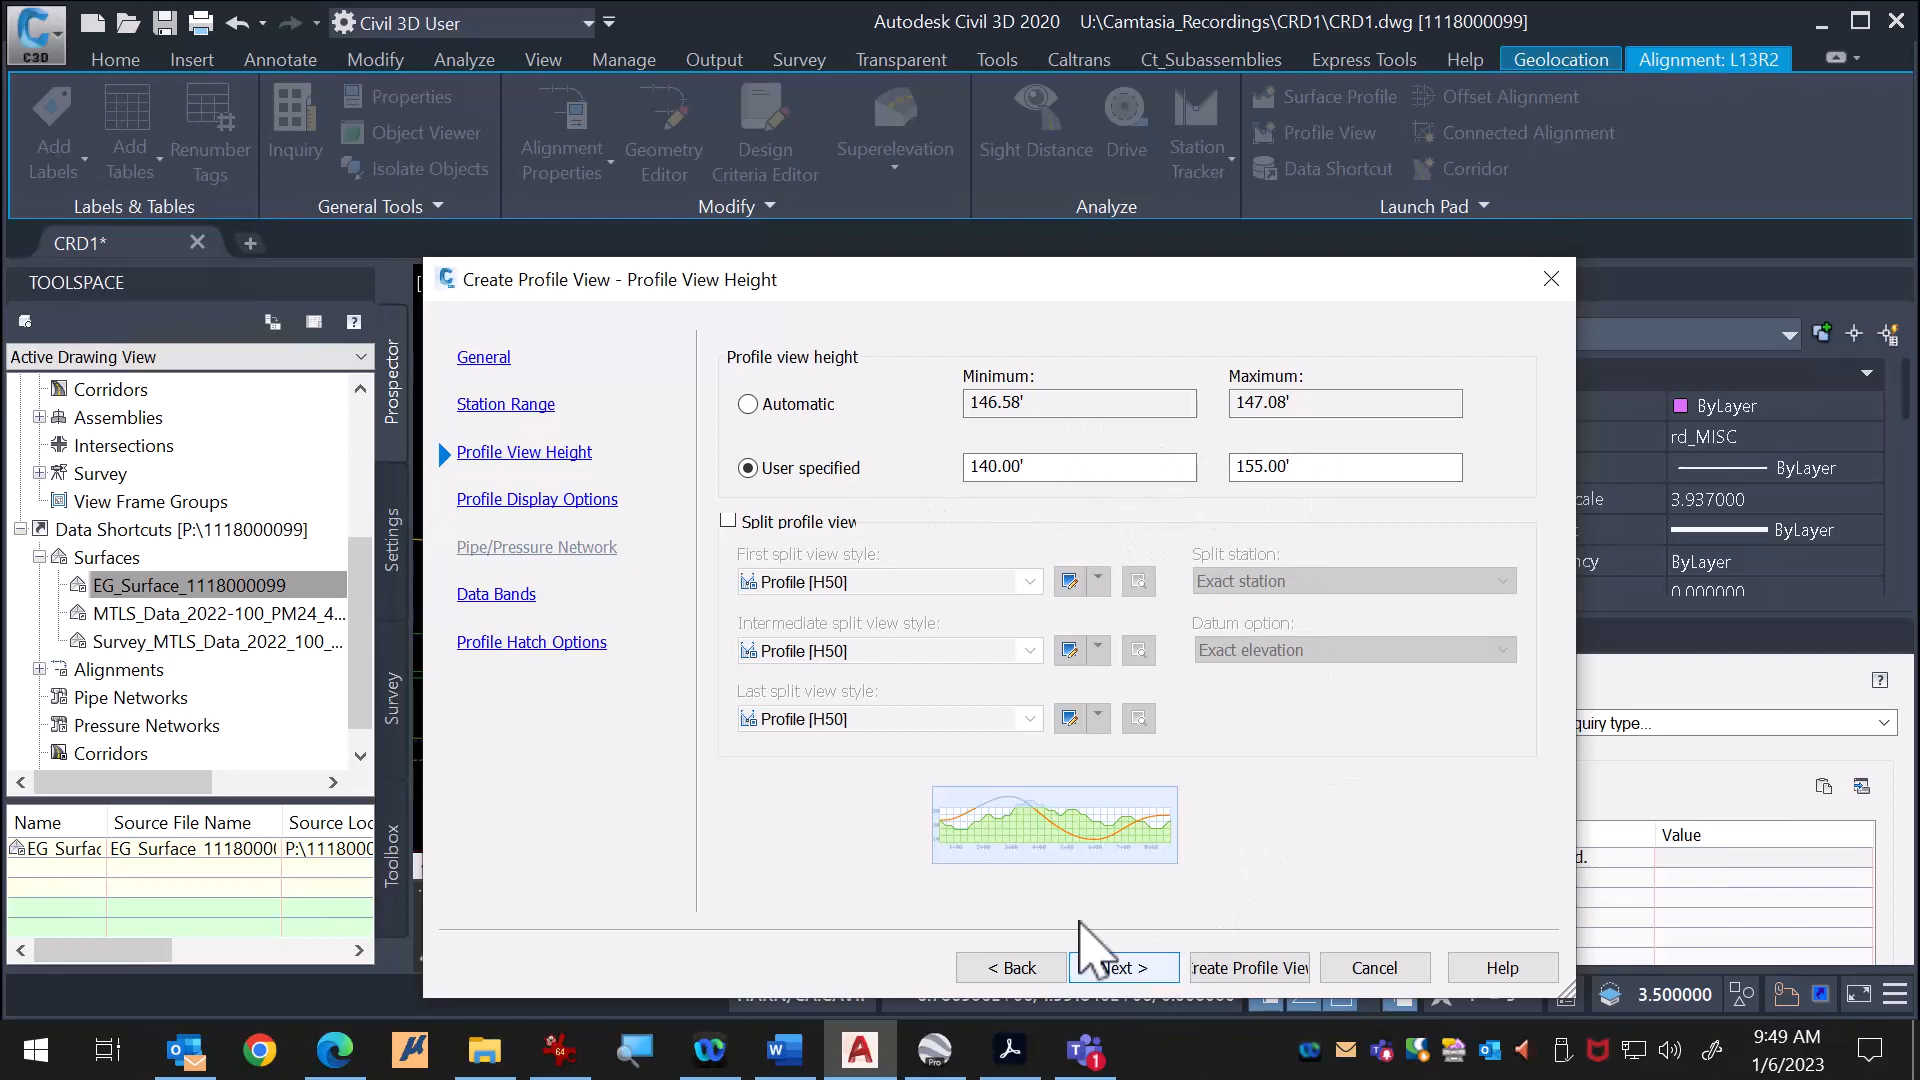 Civil 3D User
Autodesk Civil 3D 2020 U:\Camtasia_Recordings\CRD1\CRD1.dwg [1118000099]
C3D
Home Insert Annotate Modify Analyze View Manage Output Survey Transparent Tools Caltrans Ct_Subassemblies Express Tools Help Geolocation Alignment: L13R2
Add Labels
Add Tables
Renumber Tags
Inquiry
Properties
Object Viewer
Isolate Objects
Alignment Properties
Geometry Editor
Design Criteria Editor
Superelevation
Sight Distance
Drive
Station Tracker
Surface Profile
Profile View
Data Shortcut
Offset Alignment
Connected Alignment
Corridor
Labels & Tables
General Tools
Modify
Analyze
Launch Pad
CRD1*
TOOLSPACE
Active Drawing View
Corridors
Assemblies
Intersections
Survey
View Frame Groups
Data Shortcuts [P:\1118000099]
Surfaces
EG_Surface_1118000099
MTLS_Data_2022-100_PM24_4...
Survey_MTLS_Data_2022_100_...
Alignments
Pipe Networks
Pressure Networks
Corridors
Prospector
Settings
Survey
Toolbox
Name Source File Name Source Loc
EG_Surfac EG_Surface_111800( P:\111800(
Create Profile View - Profile View Height
General
Station Range
Profile View Height
Profile Display Options
Pipe/Pressure Network
Data Bands
Profile Hatch Options
Profile view height
Minimum: Maximum:
Automatic 146.58' 147.08'
User specified 140.00' 155.00'
Split profile view
First split view style: Split station:
Profile [H50] Exact station
Intermediate split view style: Datum option:
Profile [H50] Exact elevation
Last split view style:
Profile [H50]
< Back
ext >
reate Profile Vie
Cancel
Help
ByLayer
rd_MISC
ByLayer
cale 3.937000
ByLayer
ncy ByLayer
0.000000
quiry type...
Value
d.
3.500000
64
W
Pro
1
9:49 AM
1/6/2023